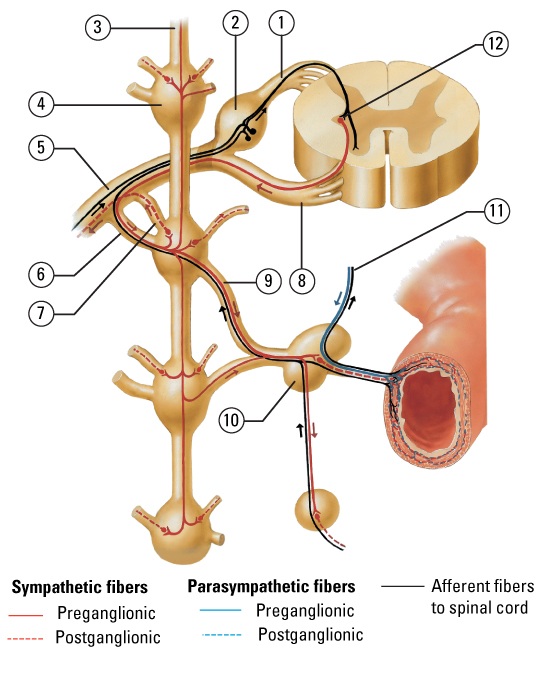 1
2
3
12
4
5
11
6
9
8
7
10
Sympathetic fibers
Preganglionic
Postganglionic
Parasympathetic fibers
Preganglionic
Postganglionic
Afferent fibers
to spinal cord